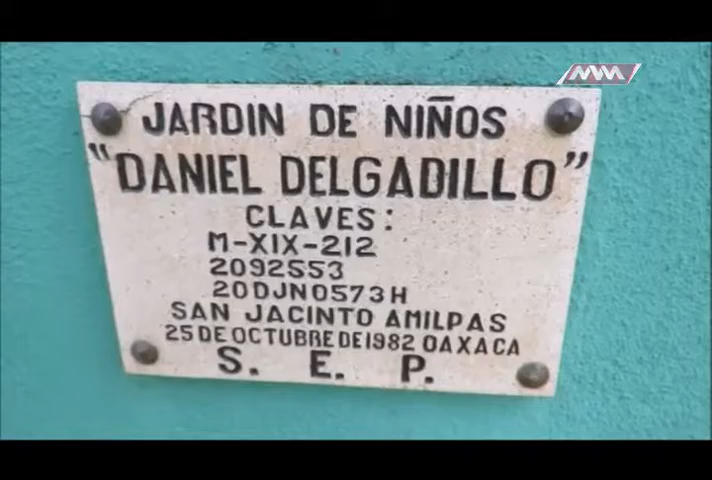 MM
JARDIN DE NIÑOS
"DANIEL DELGADILLO"
CLAVES:
M-XIX-212
2092553
20DJN0573H
SAN JACINTO AMILPAS
25 DE OCTUBRE DE 1982 OAXACA
S. E. P.